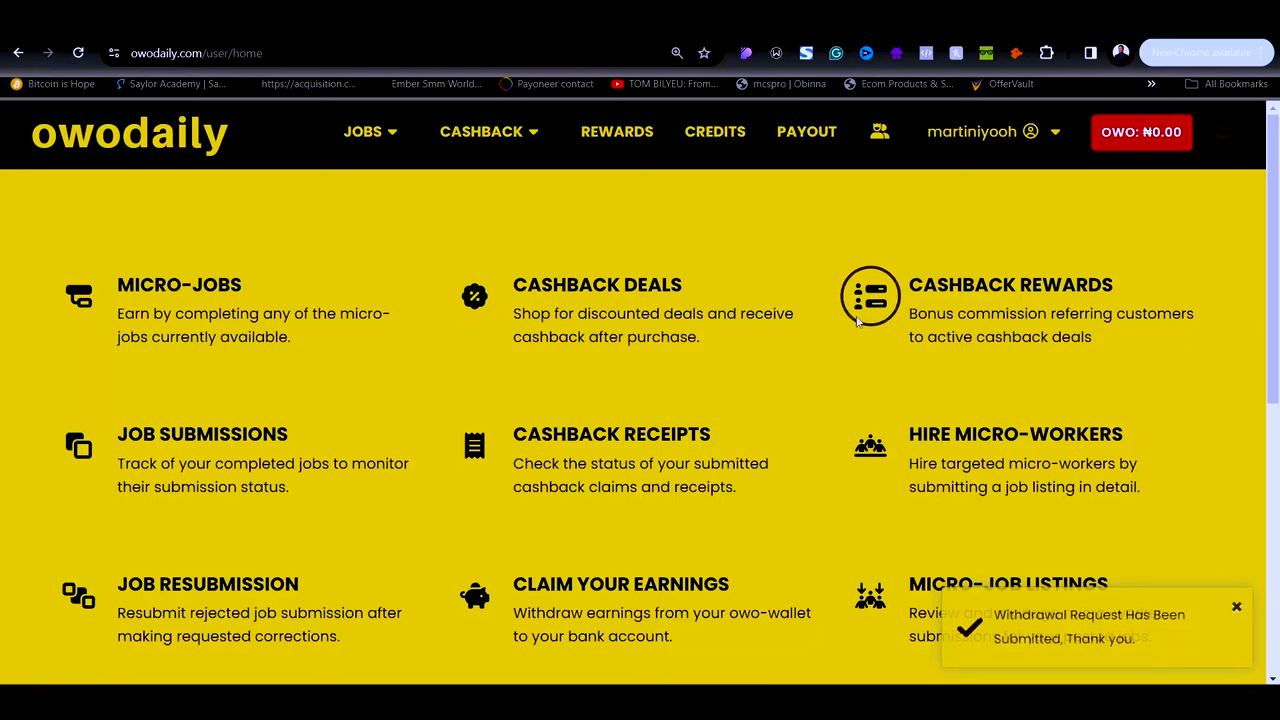 owodaily.com/user/home
New Chrome available
Bitcoin is Hope
Saylor Academy | Sa...
https://acquisition.c...
Ember Smm World...
Payoneer contact
TOM BILYEU: From...
mcspro | Obinna
Ecom Products & S...
OfferVault
»
All Bookmarks
owodaily
JOBS
CASHBACK
REWARDS
CREDITS
PAYOUT
martiniyooh
OWO: ₦0.00
MICRO-JOBS
Earn by completing any of the micro-
jobs currently available.
CASHBACK DEALS
Shop for discounted deals and receive
cashback after purchase.
CASHBACK REWARDS
Bonus commission referring customers
to active cashback deals
JOB SUBMISSIONS
Track of your completed jobs to monitor
their submission status.
CASHBACK RECEIPTS
Check the status of your submitted
cashback claims and receipts.
HIRE MICRO-WORKERS
Hire targeted micro-workers by
submitting a job listing in detail.
JOB RESUBMISSION
Resubmit rejected job submission after
making requested corrections.
CLAIM YOUR EARNINGS
Withdraw earnings from your owo-wallet
to your bank account.
MICRO-JOB LISTINGS
Withdrawal Request Has Been
Submitted, Thank you.